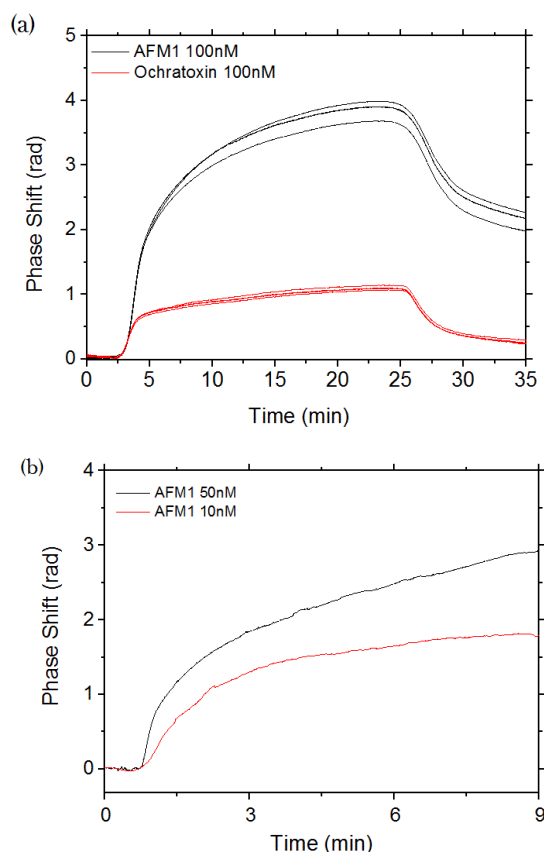 (a)
AFM1 100nM
Ochratoxin 100nM
Phase Shift (rad)
5
4
3
2
1
0
0 5 10 15 20 25 30 35
Time (min)
(b)
AFM1 50nM
AFM1 10nM
Phase Shift (rad)
4
3
2
1
0
0 3 6 9
Time (min)